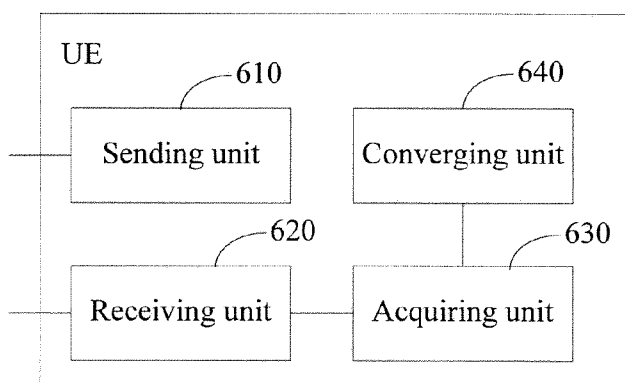 UE
610
640
Sending unit
Converging unit
620
630
Receiving unit
Acquiring unit